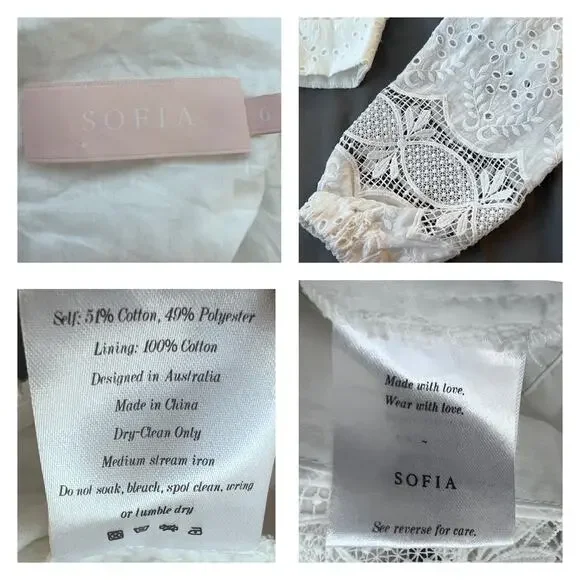 SOFIA
6
Self: 51% Cotton, 49% Polyester
Lining: 100% Cotton
Designed in Australia
Made in China
Dry-Clean Only
Medium stream iron
Do not soak, bleach, spot clean, wring
or tumble dry
Made with love.
Wear with love.
~
SOFIA
See reverse for care.